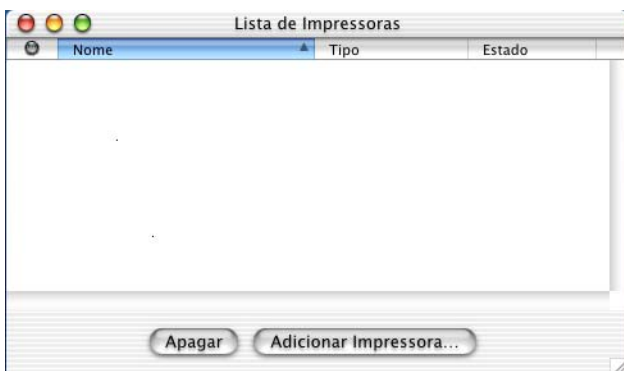 Lista de Impressoras
Nome Tipo Estado
Apagar Adicionar Impressora...